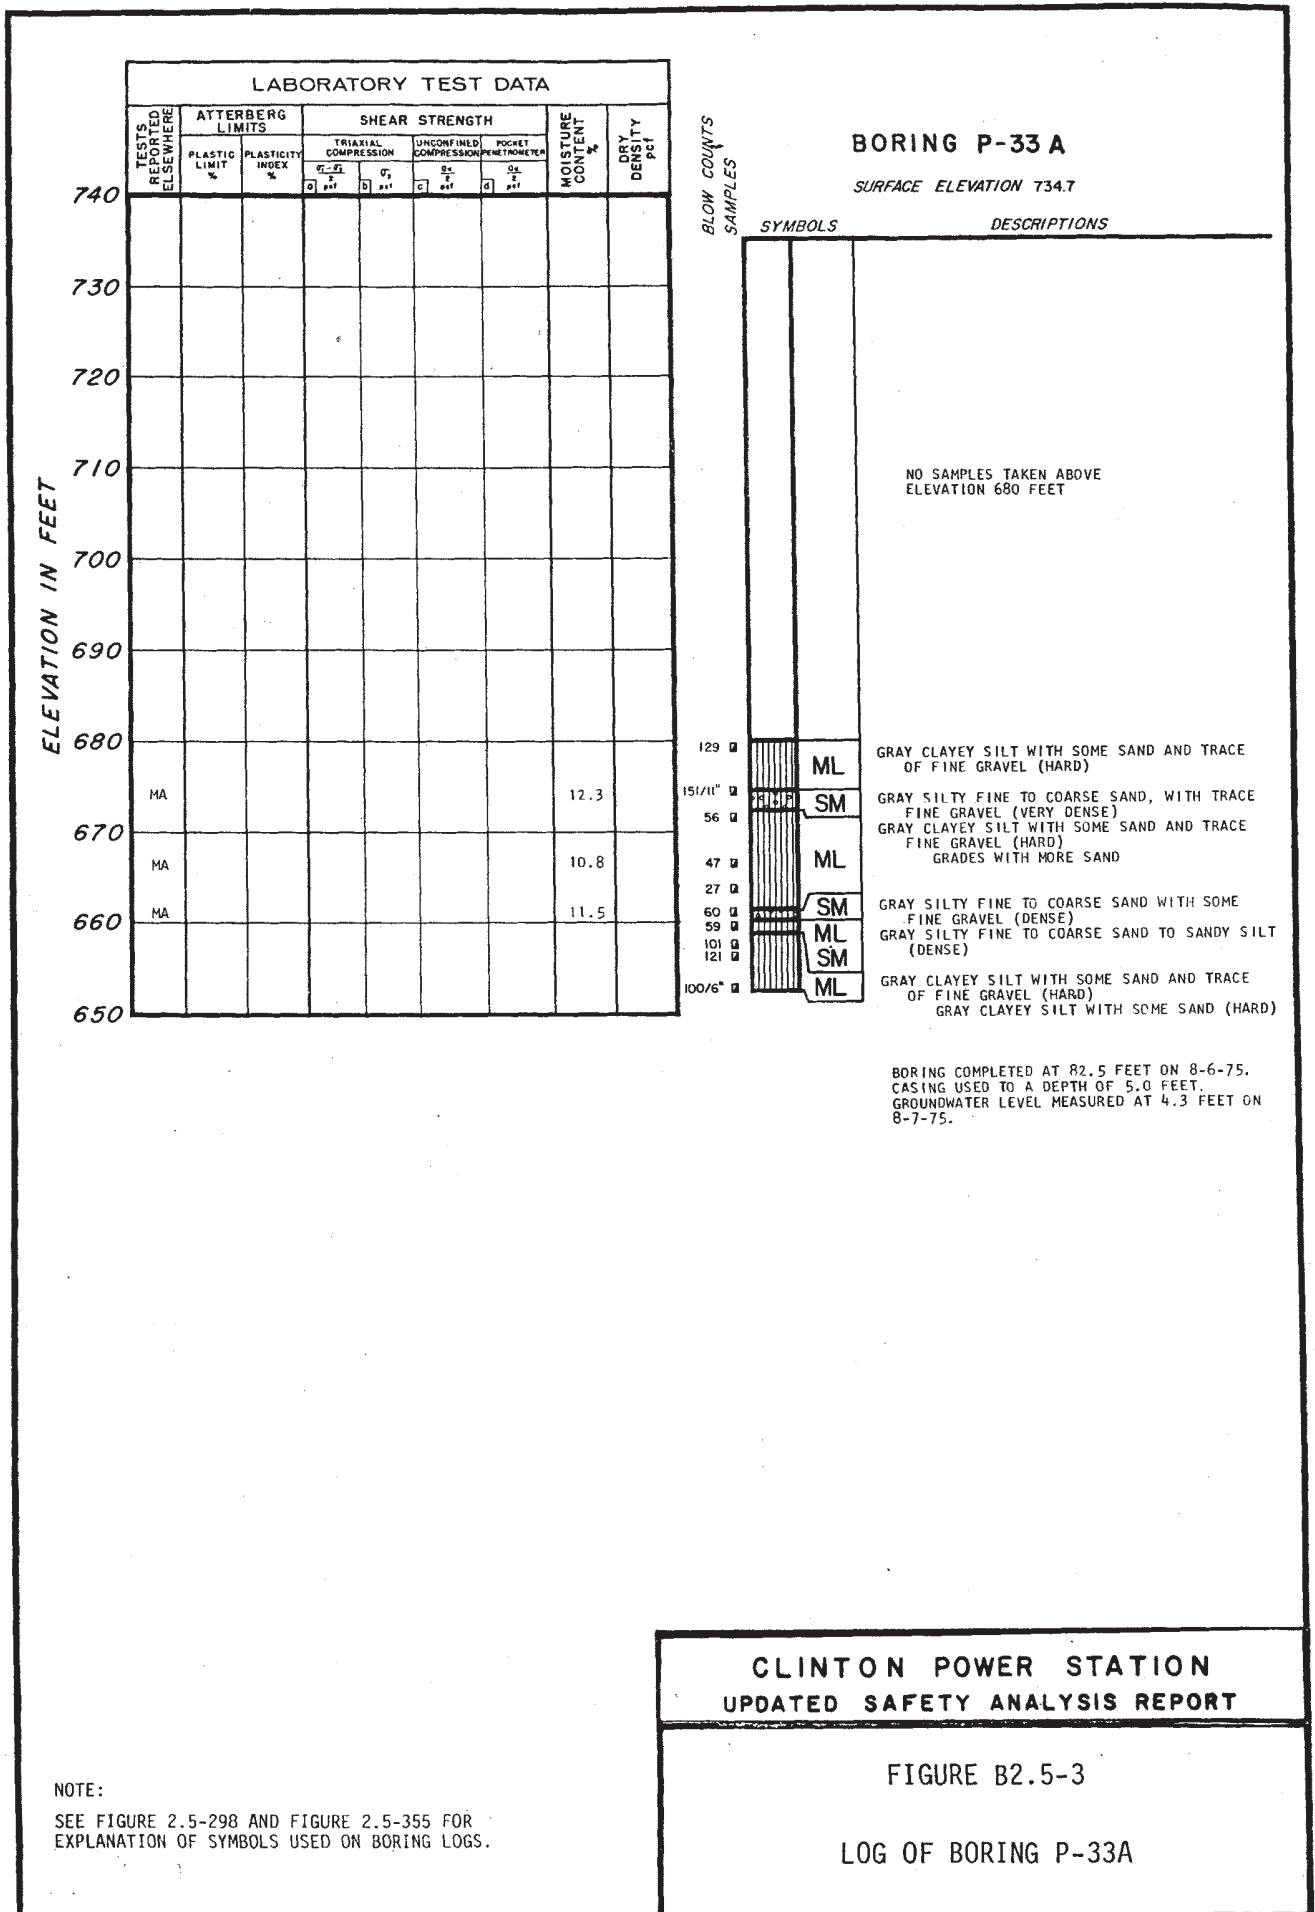 LABORATORY TEST DATA
TESTS REPORTED ELSEWHERE
ATTERBERG LIMITS
PLASTIC LIMIT %
PLASTICITY INDEX %
SHEAR STRENGTH
TRIAXIAL COMPRESSION
UNCONFINED COMPRESSION
POCKET PENETROMETER
a
psf
b
psf
c
psf
d
psf
MOISTURE CONTENT %
DRY DENSITY pcf
BLOW COUNTS
SAMPLES
BORING P-33 A
SURFACE ELEVATION 734.7
SYMBOLS
DESCRIPTIONS
ELEVATION IN FEET
740
730
720
710
700
690
680
670
660
650
NO SAMPLES TAKEN ABOVE
ELEVATION 680 FEET
MA 12.3
MA 10.8
MA 11.5
129
151/11"
56
47
27
60
59
101
121
100/6"
ML
SM
ML
SM
ML
SM
ML
GRAY CLAYEY SILT WITH SOME SAND AND TRACE
OF FINE GRAVEL (HARD)
GRAY SILTY FINE TO COARSE SAND, WITH TRACE
FINE GRAVEL (VERY DENSE)
GRAY CLAYEY SILT WITH SOME SAND AND TRACE
FINE GRAVEL (HARD)
GRADES WITH MORE SAND
GRAY SILTY FINE TO COARSE SAND WITH SOME
FINE GRAVEL (DENSE)
GRAY SILTY FINE TO COARSE SAND TO SANDY SILT
(DENSE)
GRAY CLAYEY SILT WITH SOME SAND AND TRACE
OF FINE GRAVEL (HARD)
GRAY CLAYEY SILT WITH SOME SAND (HARD)
BORING COMPLETED AT 82.5 FEET ON 8-6-75.
CASING USED TO A DEPTH OF 5.0 FEET.
GROUNDWATER LEVEL MEASURED AT 4.3 FEET ON
8-7-75.
CLINTON POWER STATION
UPDATED SAFETY ANALYSIS REPORT
FIGURE B2.5-3
LOG OF BORING P-33A
NOTE:
SEE FIGURE 2.5-298 AND FIGURE 2.5-355 FOR
EXPLANATION OF SYMBOLS USED ON BORING LOGS.